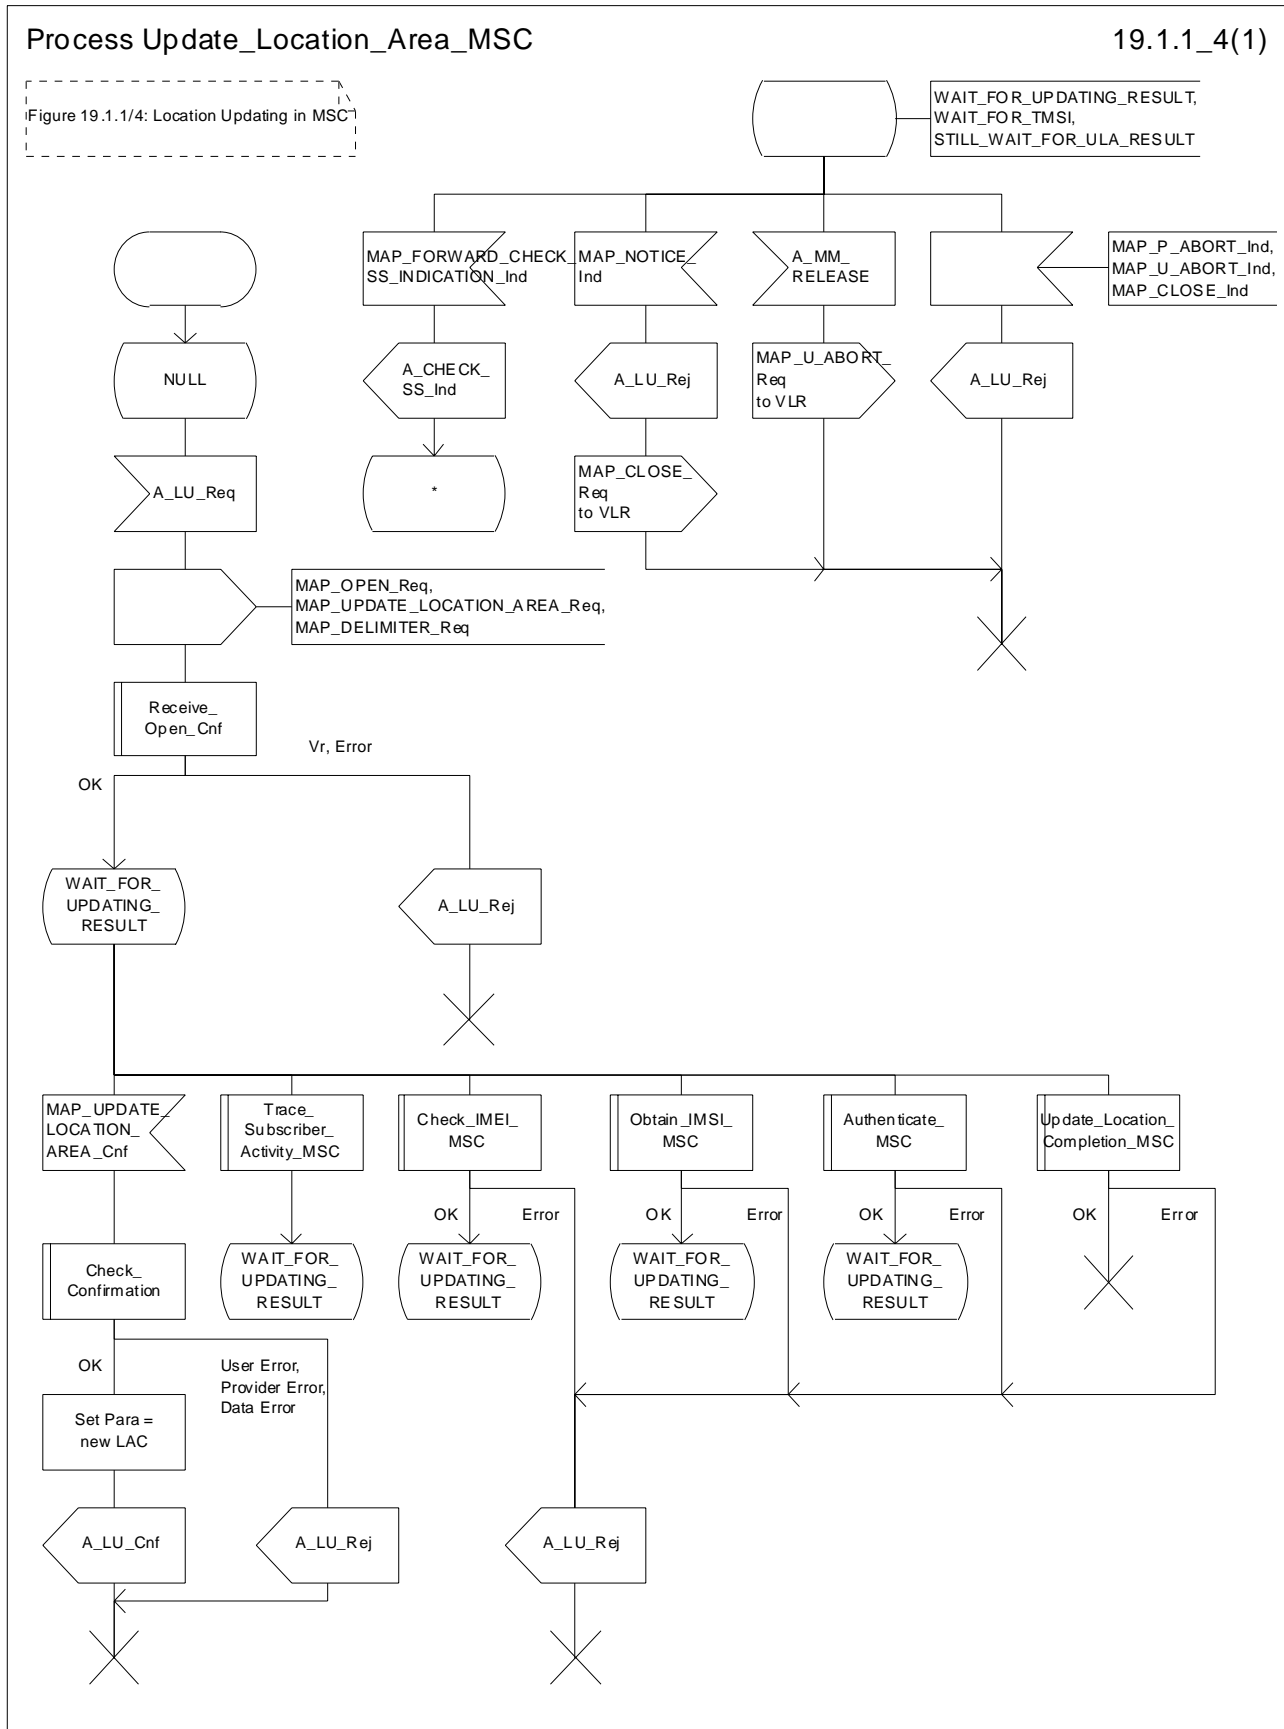 Process Update_Location_Area_MSC
19.1.1_4(1)
Figure 19.1.1/4: Location Updating in MSC
WAIT_FOR_UPDATING_RESULT,
WAIT_FOR_TMSI,
STILL_WAIT_FOR_ULA_RESULT
MAP_FORWARD_CHECK_
SS_INDICATION_Ind
MAP_NOTICE_
Ind
A_MM_
RELEASE
MAP_P_ABORT_Ind,
MAP_U_ABORT_Ind,
MAP_CLOSE_Ind
NULL
A_CHECK_
SS_Ind
A_LU_Rej
MAP_U_ABORT_
Req
to VLR
A_LU_Rej
A_LU_Req
*
MAP_CLOSE_
Req
to VLR
MAP_OPEN_Req,
MAP_UPDATE_LOCATION_AREA_Req,
MAP_DELIMITER_Req
Receive_
Open_Cnf
Vr, Error
OK
WAIT_FOR_
UPDATING_
RESULT
A_LU_Rej
MAP_UPDATE_
LOCATION_
AREA_Cnf
Trace_
Subscriber_
Activity_MSC
Check_IMEI_
MSC
Obtain_IMSI_
MSC
Authenticate_
MSC
Update_Location_
Completion_MSC
OK
Error
OK
Error
OK
Error
OK
Error
Check_
Confirmation
WAIT_FOR_
UPDATING_
RESULT
WAIT_FOR_
UPDATING_
RESULT
WAIT_FOR_
UPDATING_
RESULT
WAIT_FOR_
UPDATING_
RESULT
OK
User Error,
Provider Error,
Data Error
Set Para =
new LAC
A_LU_Cnf
A_LU_Rej
A_LU_Rej